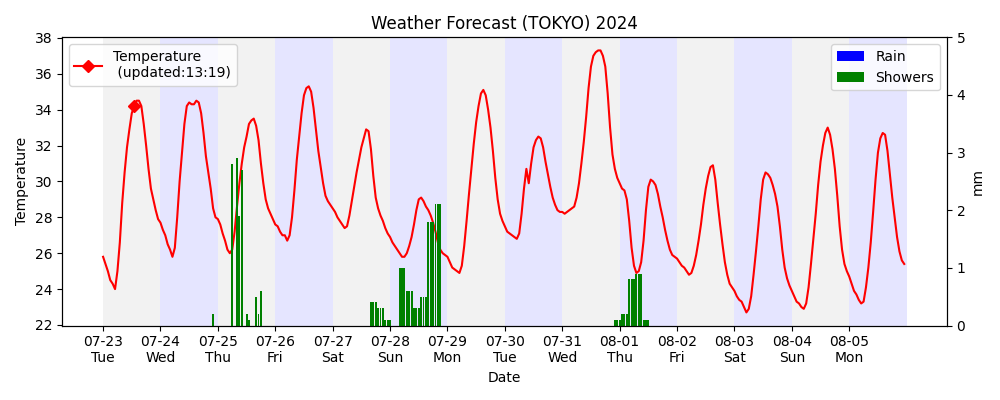 Weather Forecast (TOKYO) 2024
Temperature
(updated:13:19)
Rain
Showers
38
36
34
32
30
28
26
24
22
Temperature
5
4
3
2
1
0
mm
07-23 07-24 07-25 07-26 07-27 07-28 07-29 07-30 07-31 08-01 08-02 08-03 08-04 08-05
Tue Wed Thu Fri Sat Sun Mon Tue Wed Thu Fri Sat Sun Mon
Date